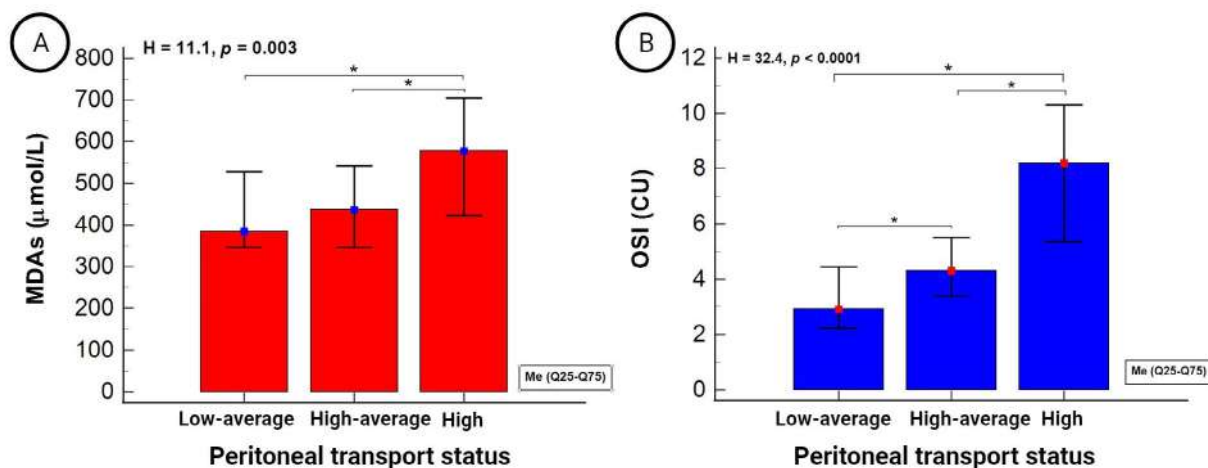 A
H = 11.1, p = 0.003
*
*
MDAs (μmol/L)
800
700
600
500
400
300
200
100
0
Me (Q25-Q75)
Low-average High-average High
Peritoneal transport status
B
H = 32.4, p < 0.0001
*
*
*
OSI (CU)
12
10
8
6
4
2
0
Me (Q25-Q75)
Low-average High-average High
Peritoneal transport status